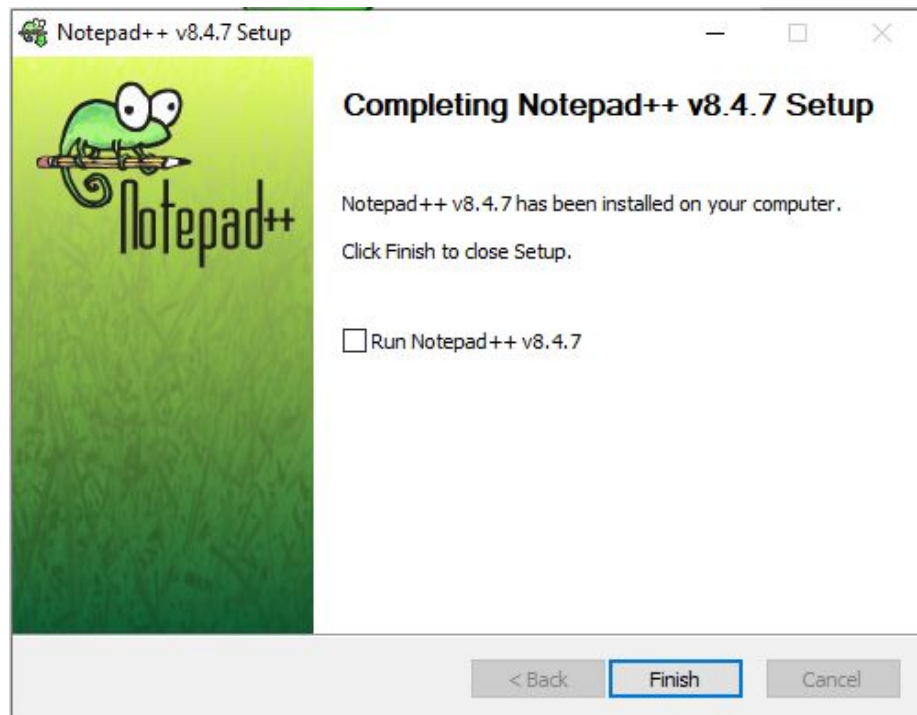 Notepad++ v8.4.7 Setup
Completing Notepad++ v8.4.7 Setup
Notepad++
Notepad++ v8.4.7 has been installed on your computer.
Click Finish to close Setup.
Run Notepad++ v8.4.7
< Back
Finish
Cancel